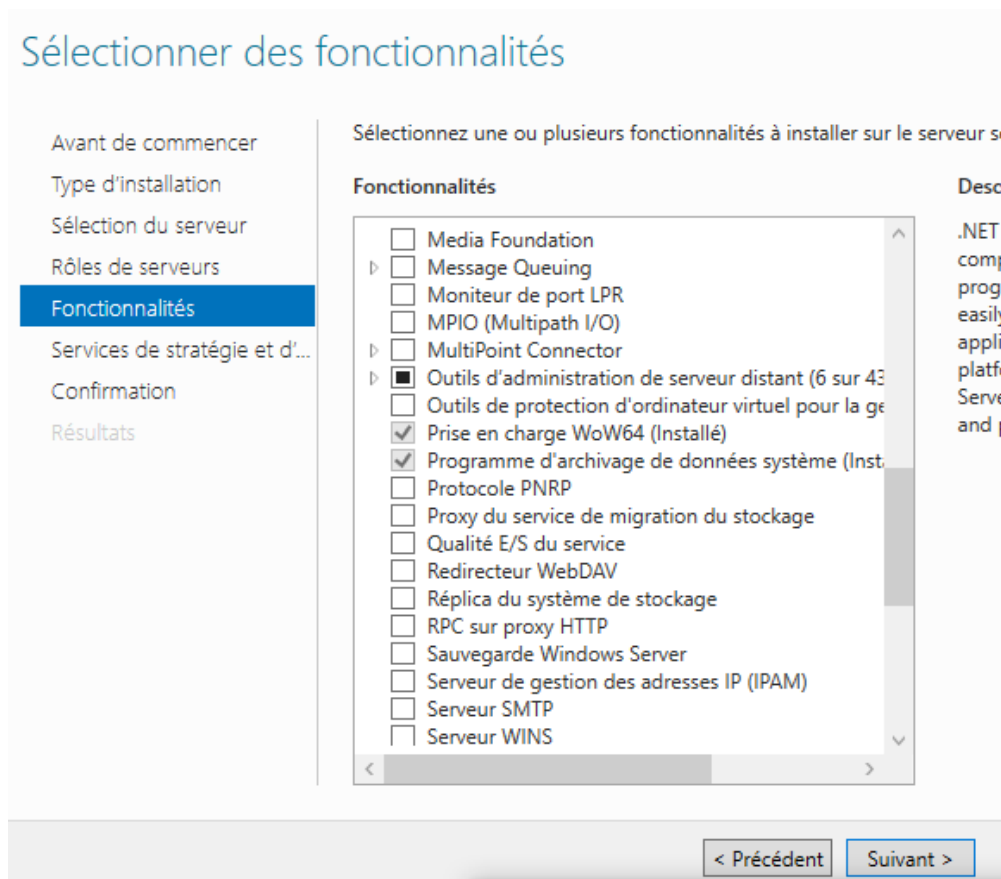 Sélectionner des fonctionnalités
Avant de commencer
Type d'installation
Sélection du serveur
Rôles de serveurs
Fonctionnalités
Services de stratégie et d'...
Confirmation
Résultats
Sélectionnez une ou plusieurs fonctionnalités à installer sur le serveur
Fonctionnalités
Media Foundation
Message Queuing
Moniteur de port LPR
MPIO (Multipath I/O)
MultiPoint Connector
Outils d'administration de serveur distant (6 sur 43
Outils de protection d'ordinateur virtuel pour la
Prise en charge WoW64 (Installé)
Programme d'archivage de données système
Protocole PNRP
Proxy du service de migration du stockage
Qualité E/S du service
Redirecteur WebDAV
Réplica du système de stockage
RPC sur proxy HTTP
Sauvegarde Windows Server
Serveur de gestion des adresses IP (IPAM)
Serveur SMTP
Serveur WINS
.NET
and
< Précédent
Suivant >